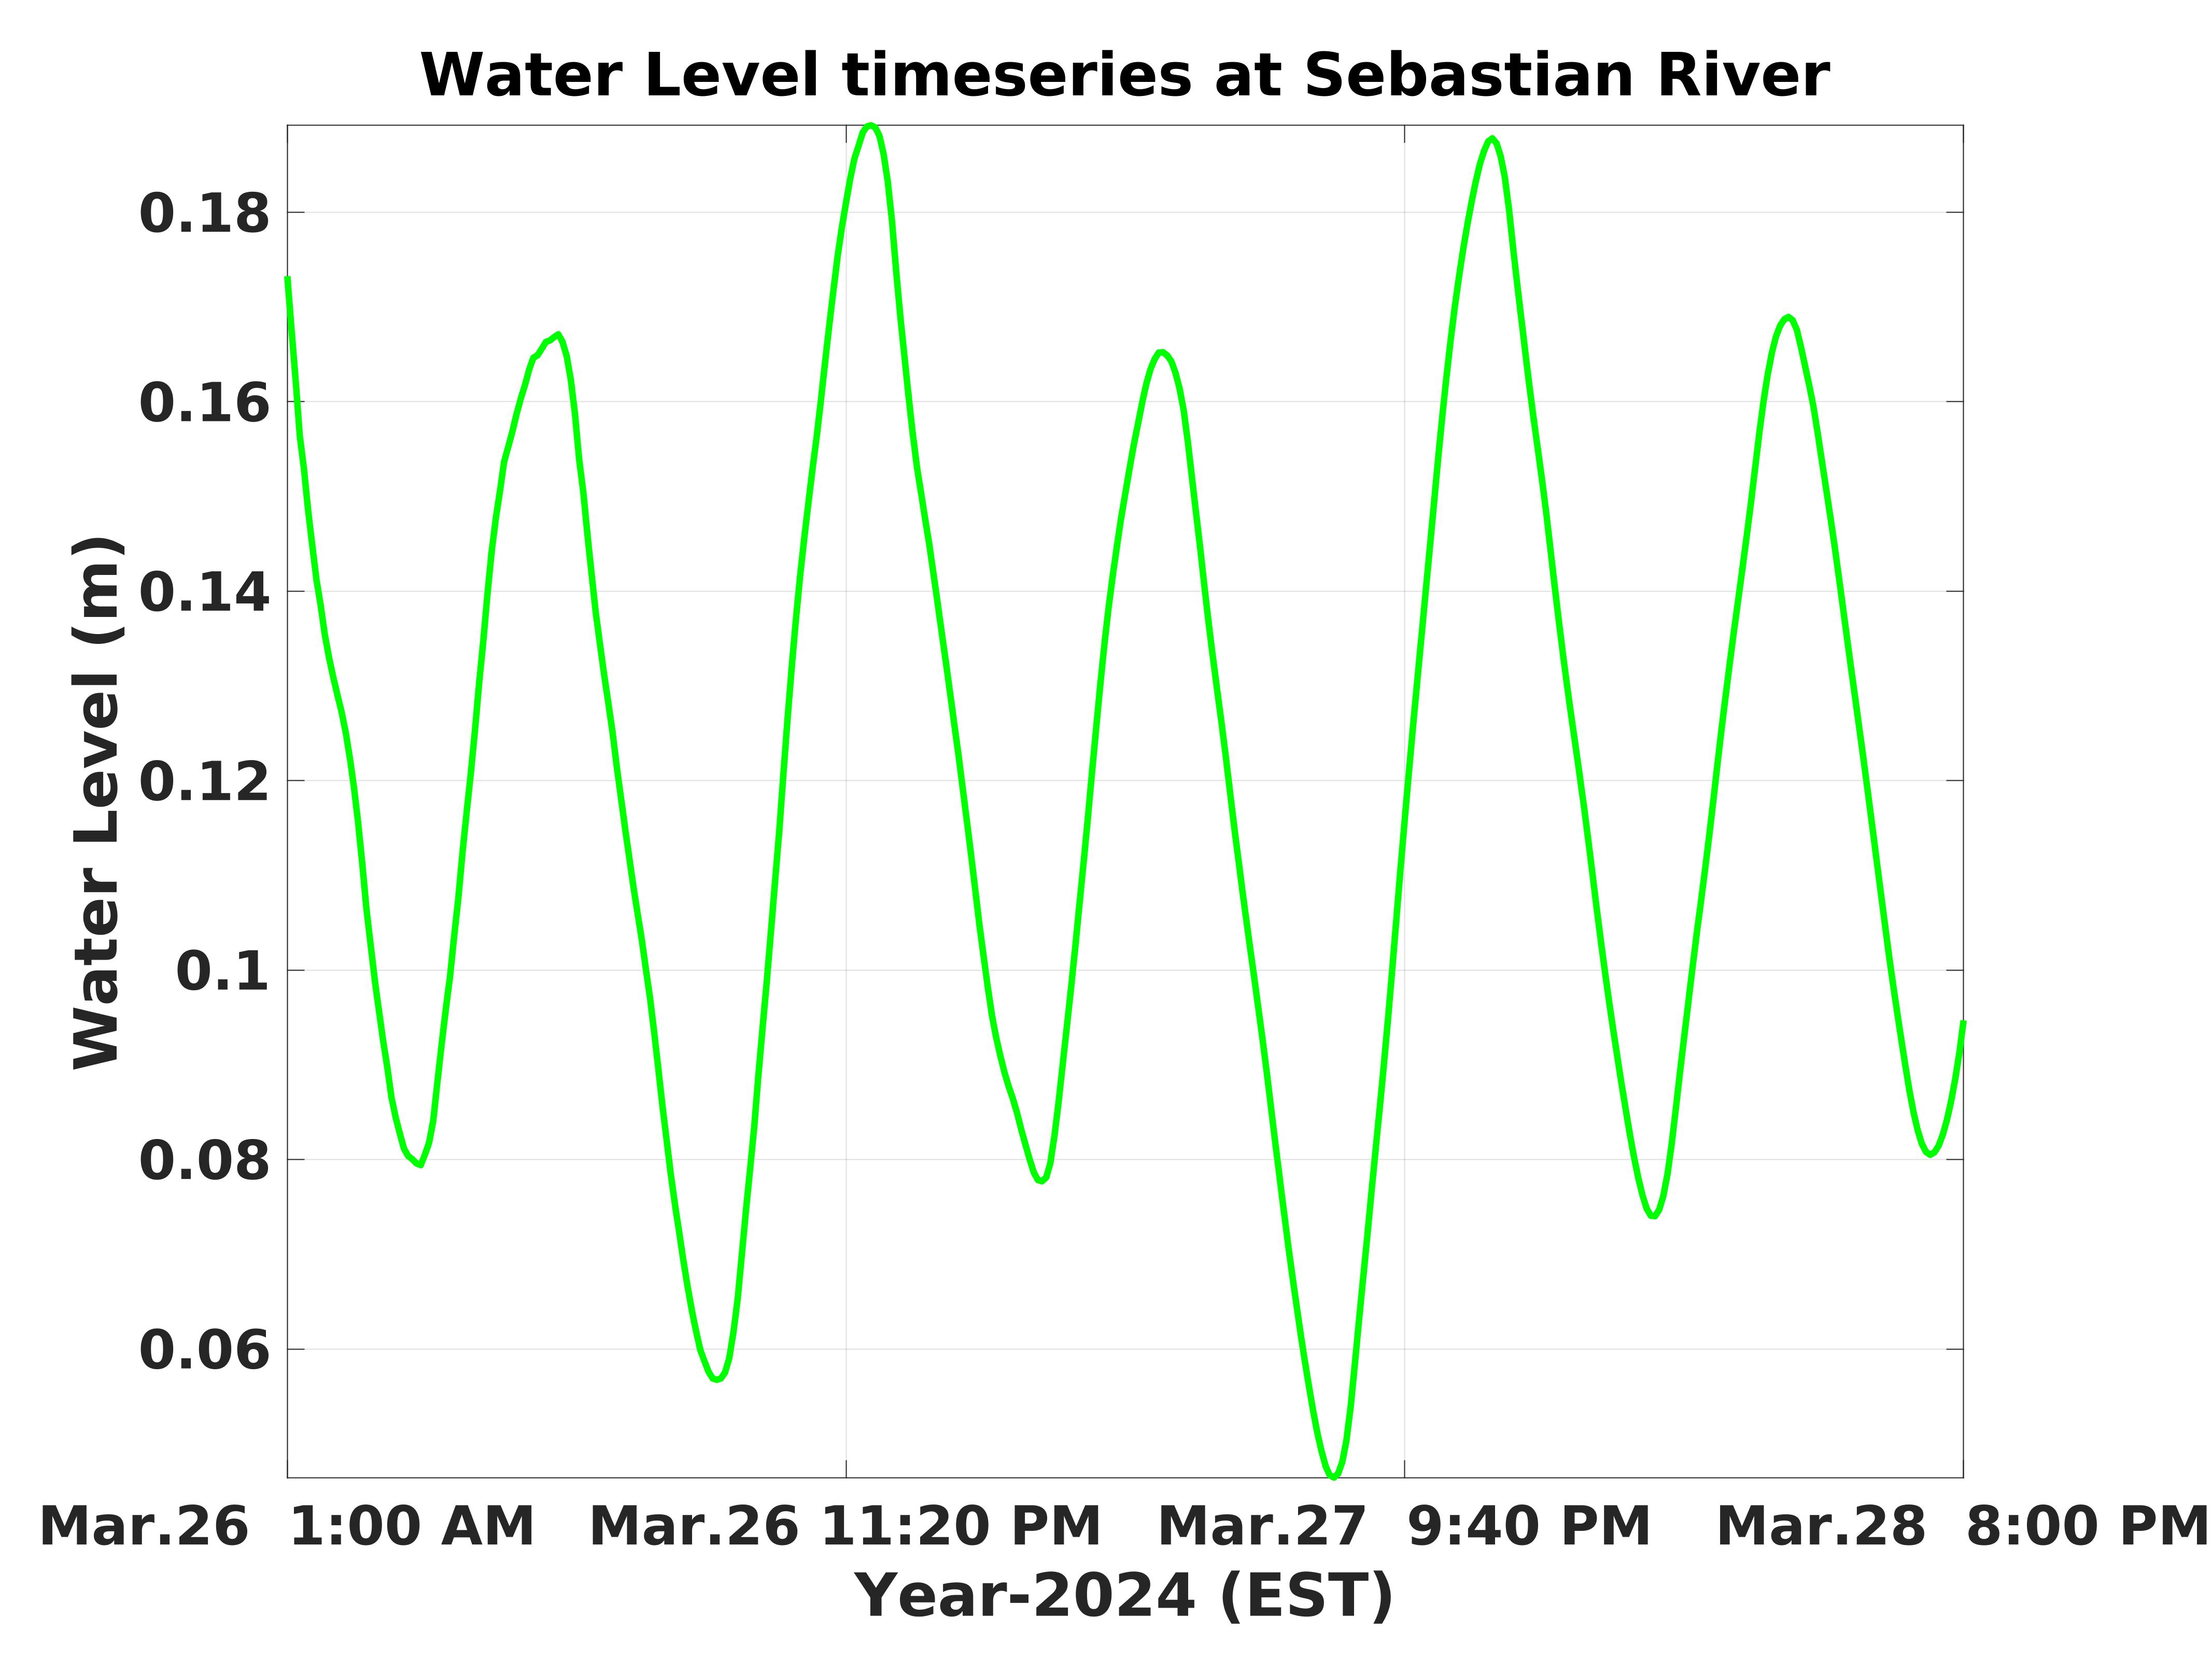 Water Level timeseries at Sebastian River
Water Level (m)
0.18
0.16
0.14
0.12
0.1
0.08
0.06
Mar.26 1:00 AM Mar.26 11:20 PM Mar.27 9:40 PM Mar.28 8:00 PM
Year-2024 (EST)